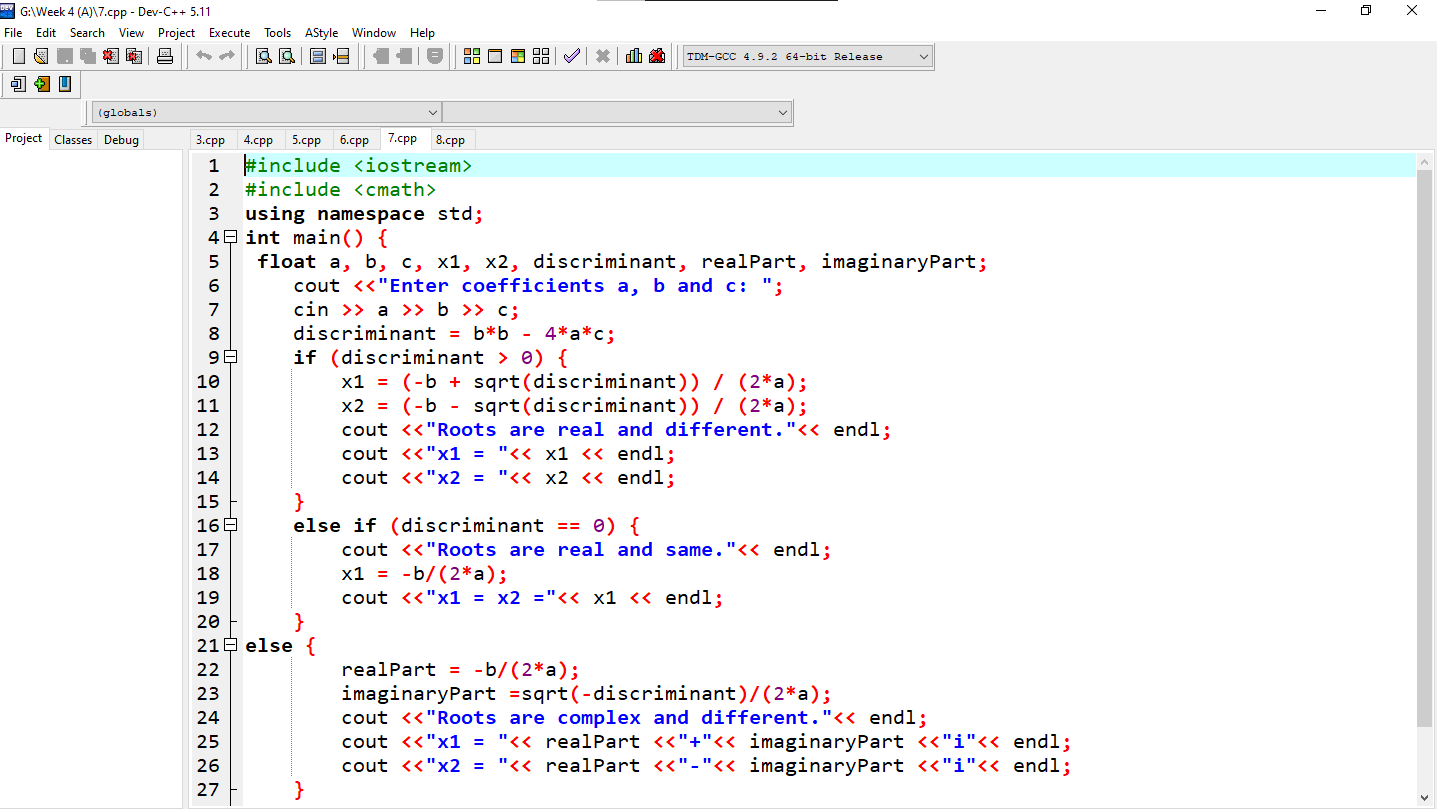 G:\Week 4 (A)\7.cpp - Dev-C++ 5.11
File Edit Search View Project Execute Tools AStyle Window Help
TDM-GCC 4.9.2 64-bit Release
(globals)
Project Classes Debug 3.cpp 4.cpp 5.cpp 6.cpp 7.cpp 8.cpp
1 #include <iostream>
2 #include <cmath>
3 using namespace std;
4 int main() {
5  float a, b, c, x1, x2, discriminant, realPart, imaginaryPart;
6     cout <<"Enter coefficients a, b and c: ";
7     cin >> a >> b >> c;
8     discriminant = b*b - 4*a*c;
9     if (discriminant > 0) {
10         x1 = (-b + sqrt(discriminant)) / (2*a);
11         x2 = (-b - sqrt(discriminant)) / (2*a);
12         cout <<"Roots are real and different."<< endl;
13         cout <<"x1 = "<< x1 << endl;
14         cout <<"x2 = "<< x2 << endl;
15     }
16     else if (discriminant == 0) {
17         cout <<"Roots are real and same."<< endl;
18         x1 = -b/(2*a);
19         cout <<"x1 = x2 ="<< x1 << endl;
20     }
21 else {
22         realPart = -b/(2*a);
23         imaginaryPart =sqrt(-discriminant)/(2*a);
24         cout <<"Roots are complex and different."<< endl;
25         cout <<"x1 = "<< realPart <<"+"<< imaginaryPart <<"i"<< endl;
26         cout <<"x2 = "<< realPart <<"-"<< imaginaryPart <<"i"<< endl;
27     }